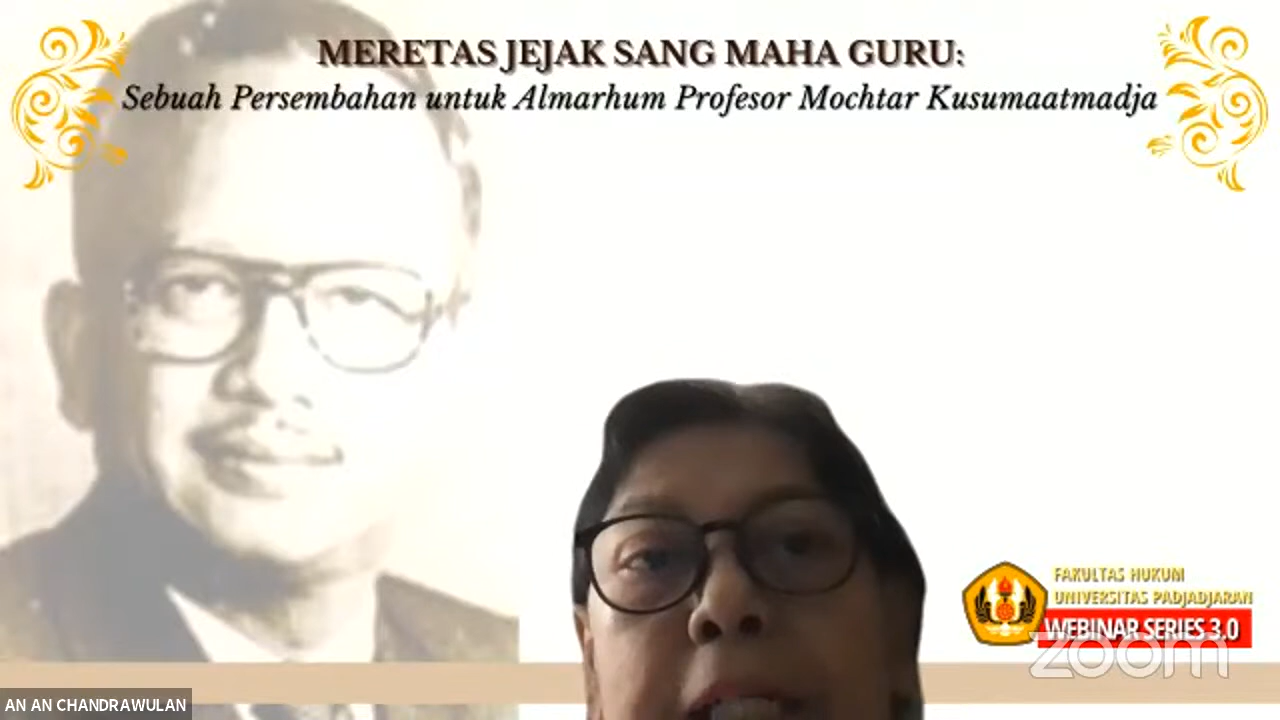 MERETAS JEJAK SANG MAHA GURU:
Sebuah Persembahan untuk Almarhum Profesor Mochtar Kusumaatmadja
FAKULTAS HUKUM
UNIVERSITAS PADJADJARAN
WEBINAR SERIES 3.0
zoom
AN AN CHANDRAWULAN